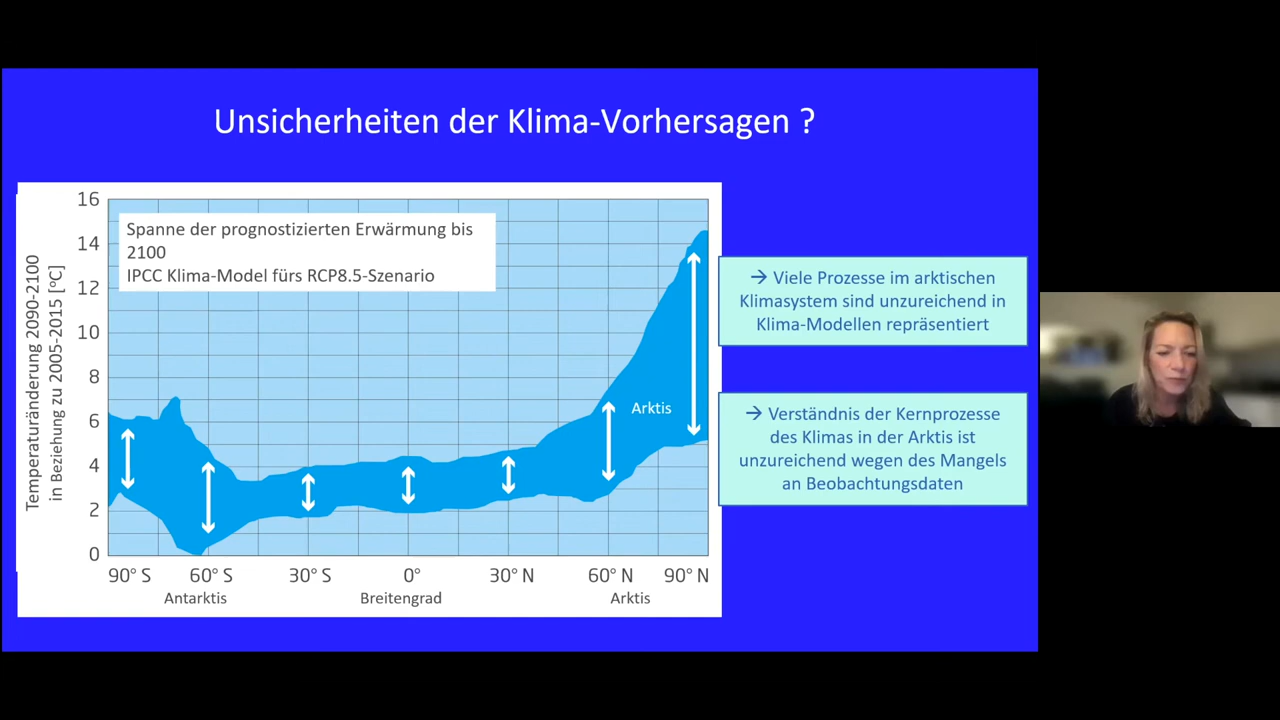 Unsicherheiten der Klima-Vorhersagen ?
Temperaturänderung 2090-2100
in Beziehung zu 2005-2015 [°C]
16
14
12
10
8
6
4
2
0
Spanne der prognostizierten Erwärmung bis
2100
IPCC Klima-Model fürs RCP8.5-Szenario
Arktis
90° S
60° S
30° S
0°
30° N
60° N
90° N
Antarktis
Breitengrad
Arktis
→ Viele Prozesse im arktischen
Klimasystem sind unzureichend in
Klima-Modellen repräsentiert
→ Verständnis der Kernprozesse
des Klimas in der Arktis ist
unzureichend wegen des Mangels
an Beobachtungsdaten